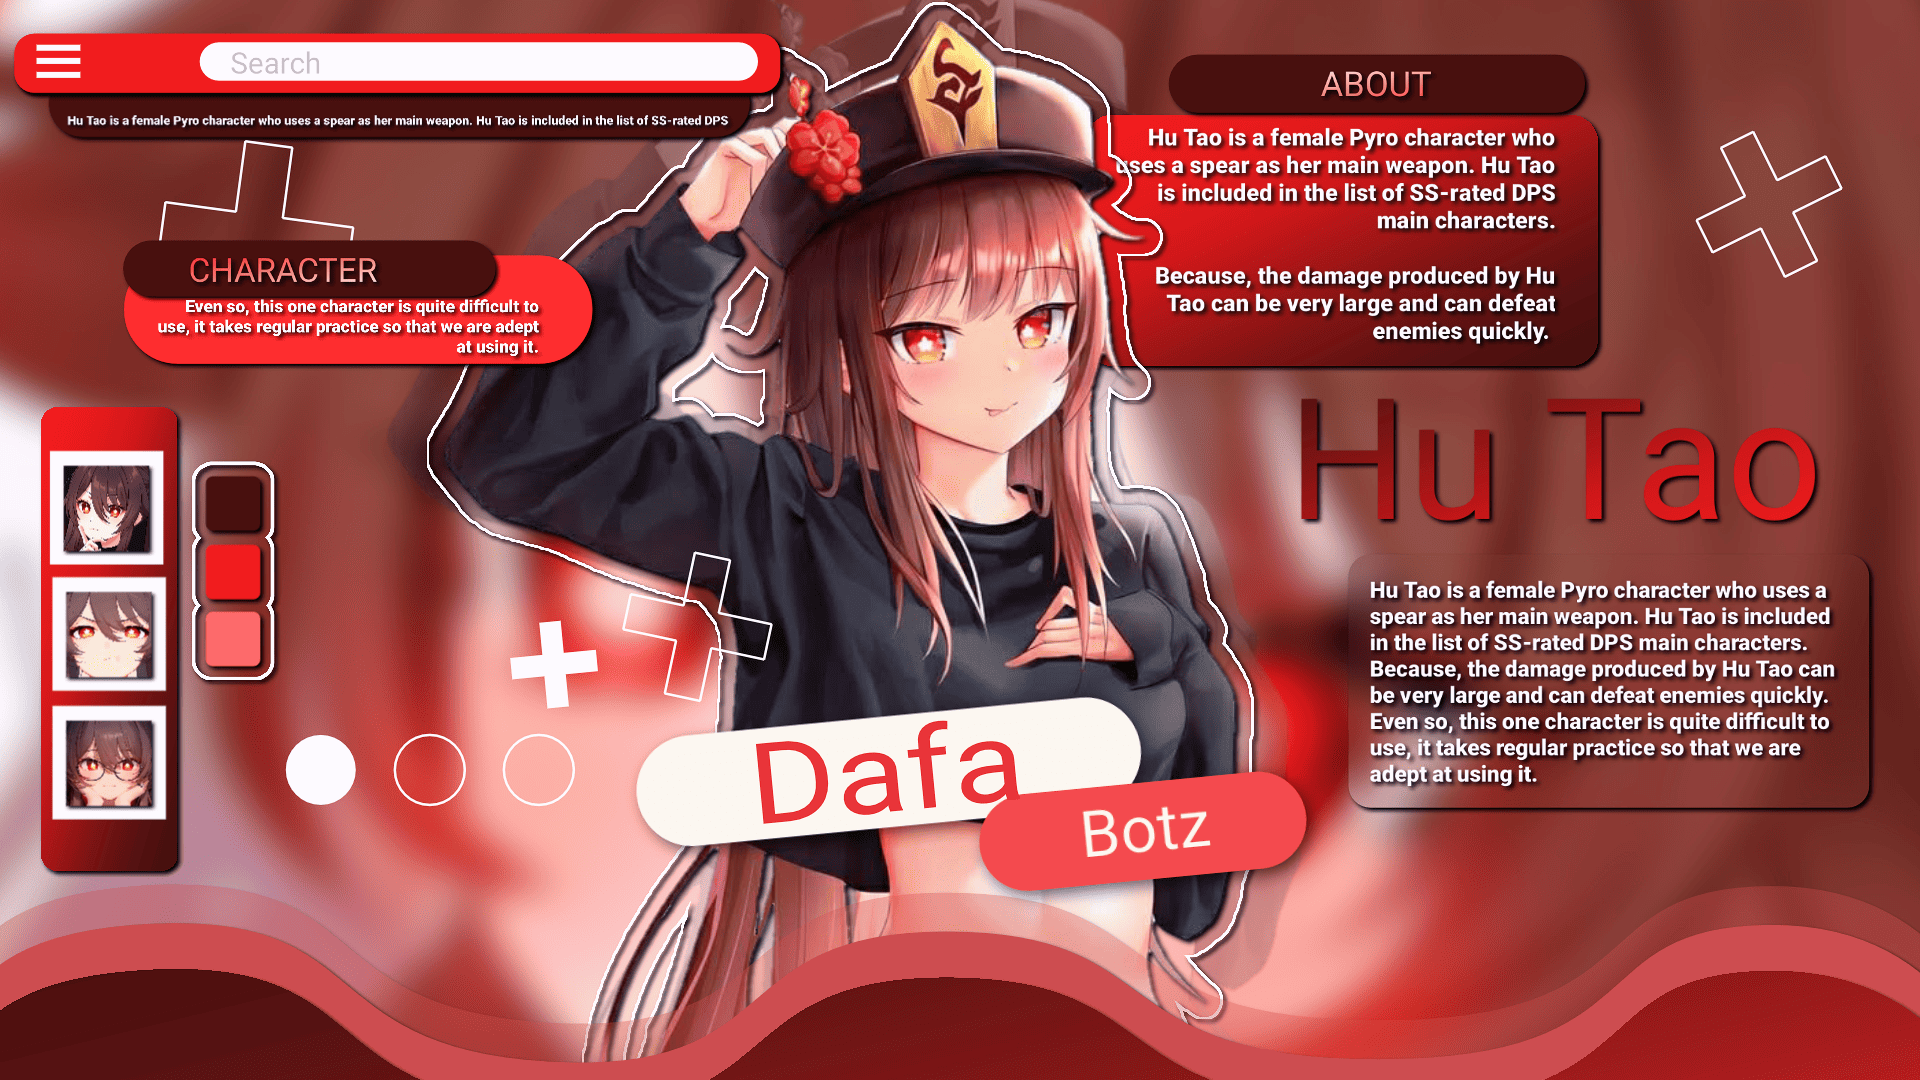 Search
Hu Tao is a female Pyro character who uses a spear as her main weapon. Hu Tao is included in the list of SS-rated DPS
CHARACTER
Even so, this one character is quite difficult to
use, it takes regular practice so that we are adept
at using it.
ABOUT
Hu Tao is a female Pyro character who
uses a spear as her main weapon. Hu Tao
is included in the list of SS-rated DPS
main characters.
Because, the damage produced by Hu
Tao can be very large and can defeat
enemies quickly.
Hu Tao
Hu Tao is a female Pyro character who uses a
spear as her main weapon. Hu Tao is included
in the list of SS-rated DPS main characters.
Because, the damage produced by Hu Tao can
be very large and can defeat enemies quickly.
Even so, this one character is quite difficult to
use, it takes regular practice so that we are
adept at using it.
Dafa
Botz